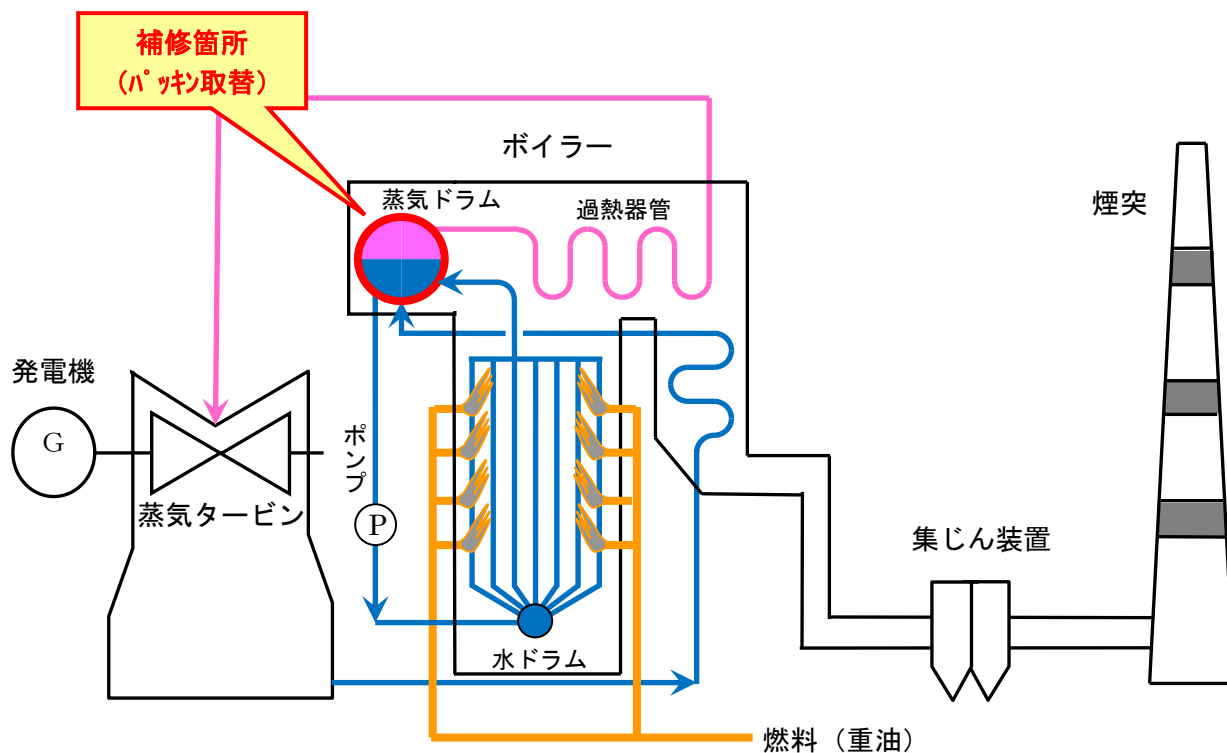 補修箇所
（ﾊﾟｯｷﾝ取替）
ボイラー
蒸気ドラム
過熱器管
煙突
発電機
G
ポンプ
蒸気タービン
P
集じん装置
水ドラム
燃料（重油）